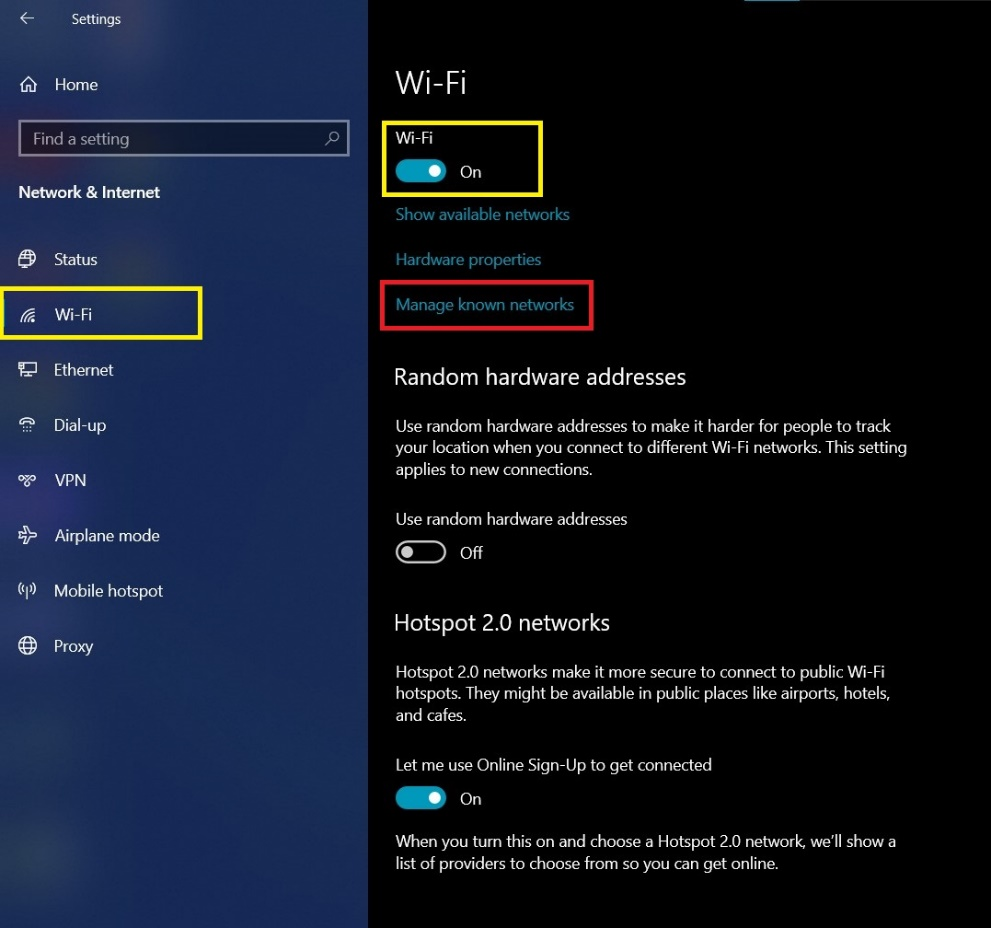 Settings
Home
Find a setting
Network & Internet
Status
Wi-Fi
Ethernet
Dial-up
VPN
Airplane mode
Mobile hotspot
Proxy
Wi-Fi
Wi-Fi
On
Show available networks
Hardware properties
Manage known networks
Random hardware addresses
Use random hardware addresses to make it harder for people to track
your location when you connect to different Wi-Fi networks. This setting
applies to new connections.
Use random hardware addresses
Off
Hotspot 2.0 networks
Hotspot 2.0 networks make it more secure to connect to public Wi-Fi
hotspots. They might be available in public places like airports, hotels,
and cafes.
Let me use Online Sign-Up to get connected
On
When you turn this on and choose a Hotspot 2.0 network, we'll show a
list of providers to choose from so you can get online.